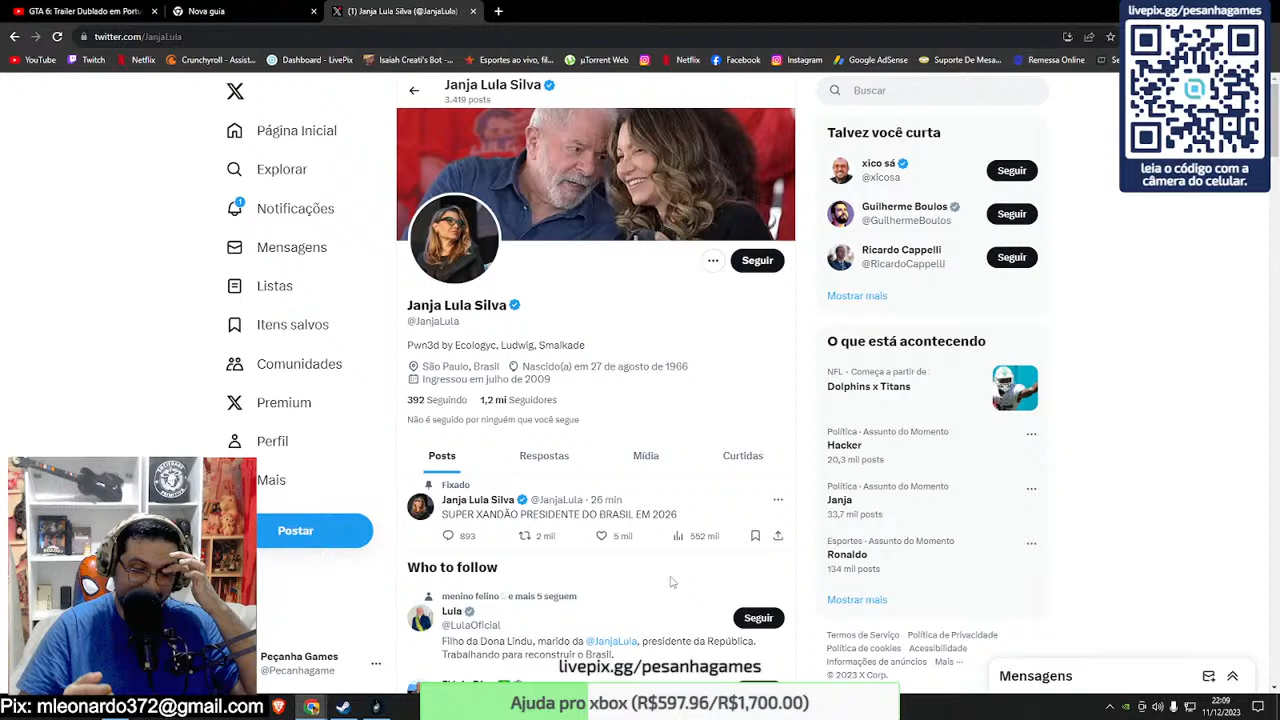 GTA 6: Trailer Dublado em Portu
Nova guia
(1) Janja Lula Silva (@JanjaLula)
twitter.com/JanjaLula
YouTube
Twitch
Netflix
Crunchyroll - Assist...
Dashboard - LivePix
Isaiah Creati's Bot -...
Esporte ao vivo, fil...
µTorrent Web
Netflix
Facebook
Instagram
Google AdSense
Suporte De Mesa...
Remessa Online
livepix.gg/pesanhagames
leia o código com a
câmera do celular.
Página Inicial
Explorar
1
Notificações
Mensagens
Listas
Itens salvos
Comunidades
Premium
Perfil
Mais
Postar
Peçanha Games
@Pecanhagame
Janja Lula Silva
3.419 posts
Seguir
Janja Lula Silva
@JanjaLula
Pwn3d by Ecologyc, Ludwig, Smalkade
São Paulo, Brasil
Nascido(a) em 27 de agosto de 1966
Ingressou em julho de 2009
392 Seguindo
1,2 mi Seguidores
Não é seguido por ninguém que você segue
Posts
Respostas
Mídia
Curtidas
Fixado
Janja Lula Silva @JanjaLula · 26 min
SUPER XANDÃO PRESIDENTE DO BRASIL EM 2026
893
2 mil
5 mil
552 mil
Who to follow
menino felino e mais 5 seguem
Lula
@LulaOficial
Seguir
Filho da Dona Lindu, marido da @JanjaLula, presidente da República.
Trabalhando para reconstruir o Brasil.
Buscar
Talvez você curta
xico sá
@xicosa
Seguir
Guilherme Boulos
@GuilhermeBoulos
Seguir
Ricardo Cappelli
@RicardoCappelli
Seguir
Mostrar mais
O que está acontecendo
NFL · Começa a partir de
Dolphins x Titans
Política · Assunto do Momento
Hacker
20,3 mil posts
Política · Assunto do Momento
Janja
33,7 mil posts
Esportes · Assunto do Momento
Ronaldo
134 mil posts
Mostrar mais
Termos de Serviço
Política de Privacidade
Política de cookies
Acessibilidade
Informações de anúncios
Mais ···
© 2023 X Corp.
Mensagens
livepix.gg/pesanhagames
Ajuda pro xbox (R$597.96/R$1,700.00)
Pix: mleonardo372@gmail.com
22:09
11/12/2023